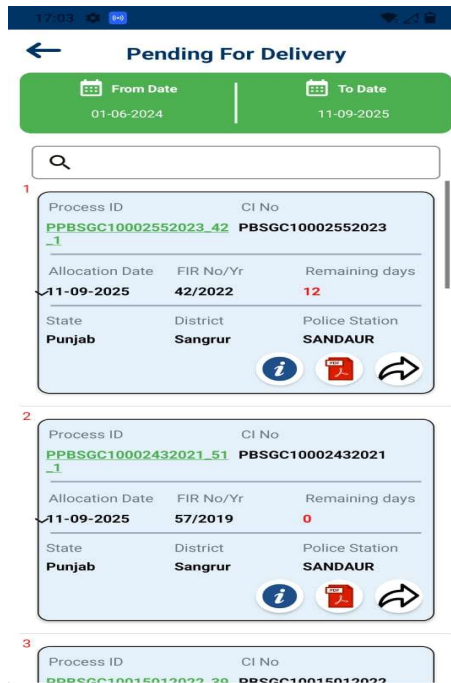 17:03
Pending For Delivery
From Date To Date
01-06-2024 11-09-2025
1
Process ID CI No
PPBSGC10002552023_42 PBSGC10002552023
_1
Allocation Date FIR No/Yr Remaining days
11-09-2025 42/2022 12
State District Police Station
Punjab Sangrur SANDAUR
i PDF
2
Process ID CI No
PPBSGC10002432021_51 PBSGC10002432021
_1
Allocation Date FIR No/Yr Remaining days
11-09-2025 57/2019 0
State District Police Station
Punjab Sangrur SANDAUR
i PDF
3
Process ID CI No
PPBSGC10015012022_39 PBSGC10015012022